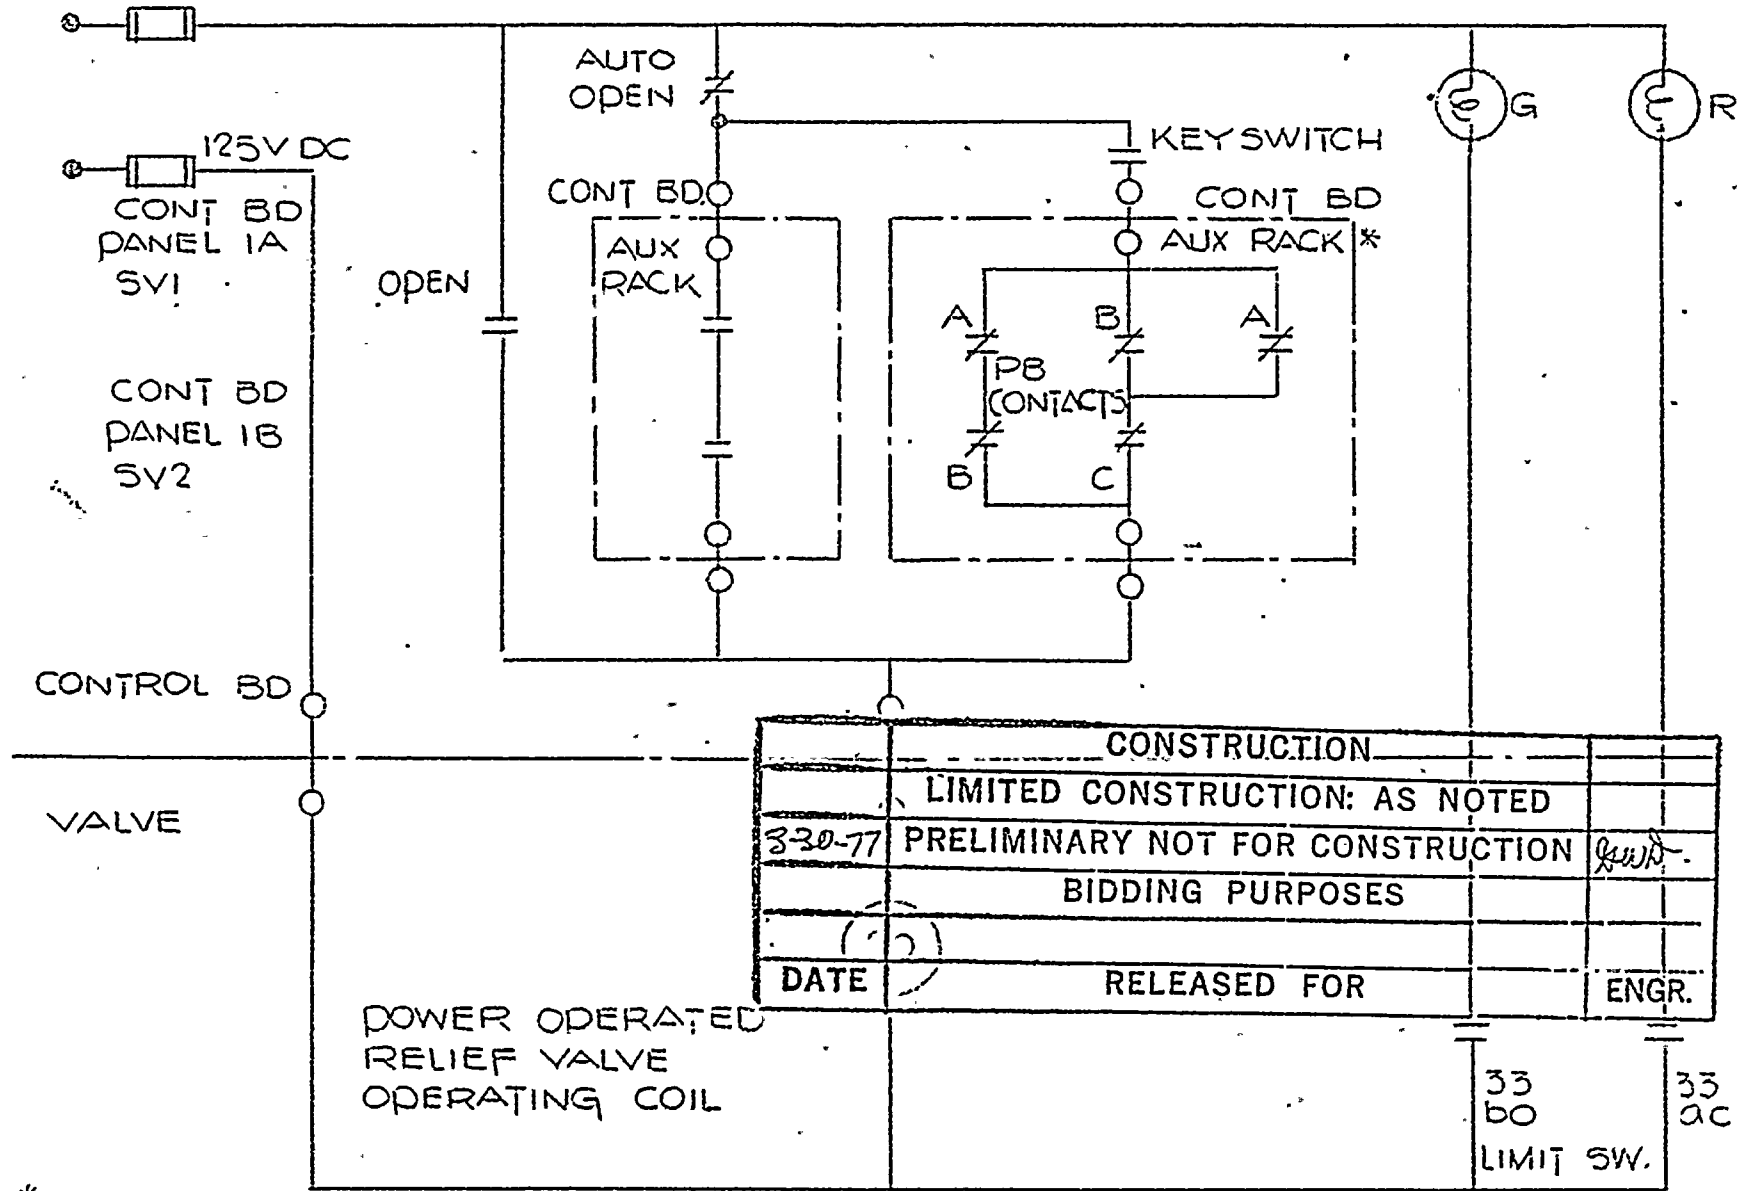 AUTO
OPEN
G
R
125V DC
KEY SWITCH
CONT BD
PANEL 1A
SV1
CONT BD.
CONT BD
AUX
RACK
AUX RACK *
OPEN
A
B
A
PB
CONTACTS
B
C
CONT BD
PANEL 1B
SV2
CONTROL BD
VALVE
CONSTRUCTION
LIMITED CONSTRUCTION: AS NOTED
3-30-77 PRELIMINARY NOT FOR CONSTRUCTION
BIDDING PURPOSES
DATE RELEASED FOR ENGR.
POWER OPERATED
RELIEF VALVE
OPERATING COIL
33
bo
33
ac
LIMIT SW.
*